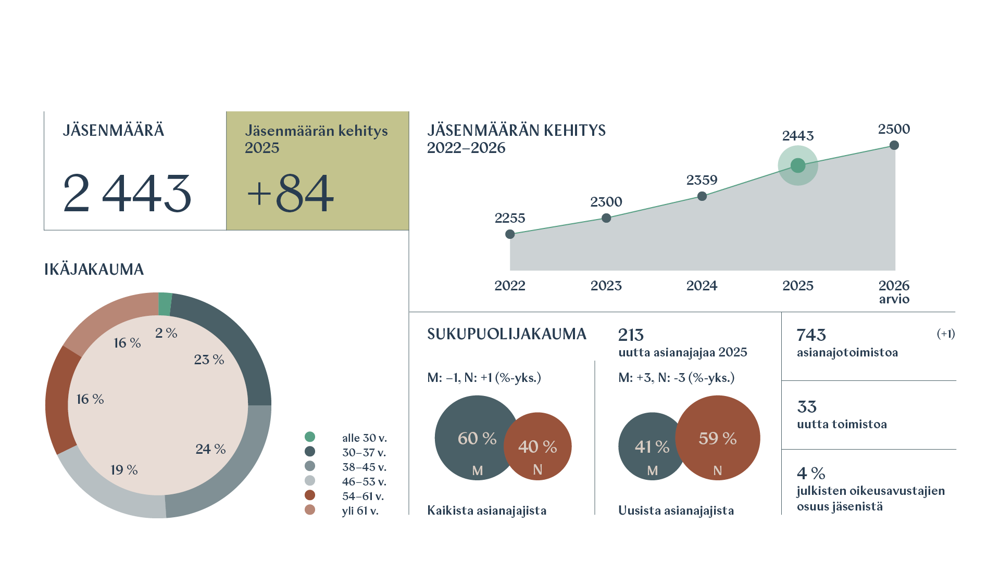 JÄSENMÄÄRÄ
2 443
Jäsenmäärän kehitys
2025
+84
IKÄJAKAUMA
2 %
23 %
24 %
19 %
16 %
16 %
alle 30 v.
30–37 v.
38–45 v.
46–53 v.
54–61 v.
yli 61 v.
JÄSENMÄÄRÄN KEHITYS
2022–2026
2255
2300
2359
2443
2500
2022
2023
2024
2025
2026
arvio
SUKUPUOLIJAKAUMA
M: –1, N: +1 (%-yks.)
60 %
M
40 %
N
Kaikista asianajajista
213
uutta asianajajaa 2025
M: +3, N: -3 (%-yks.)
41 %
M
59 %
N
Uusista asianajajista
743
(+1)
asianajotoimistoa
33
uutta toimistoa
4 %
julkisten oikeusavustajien
osuus jäsenistä